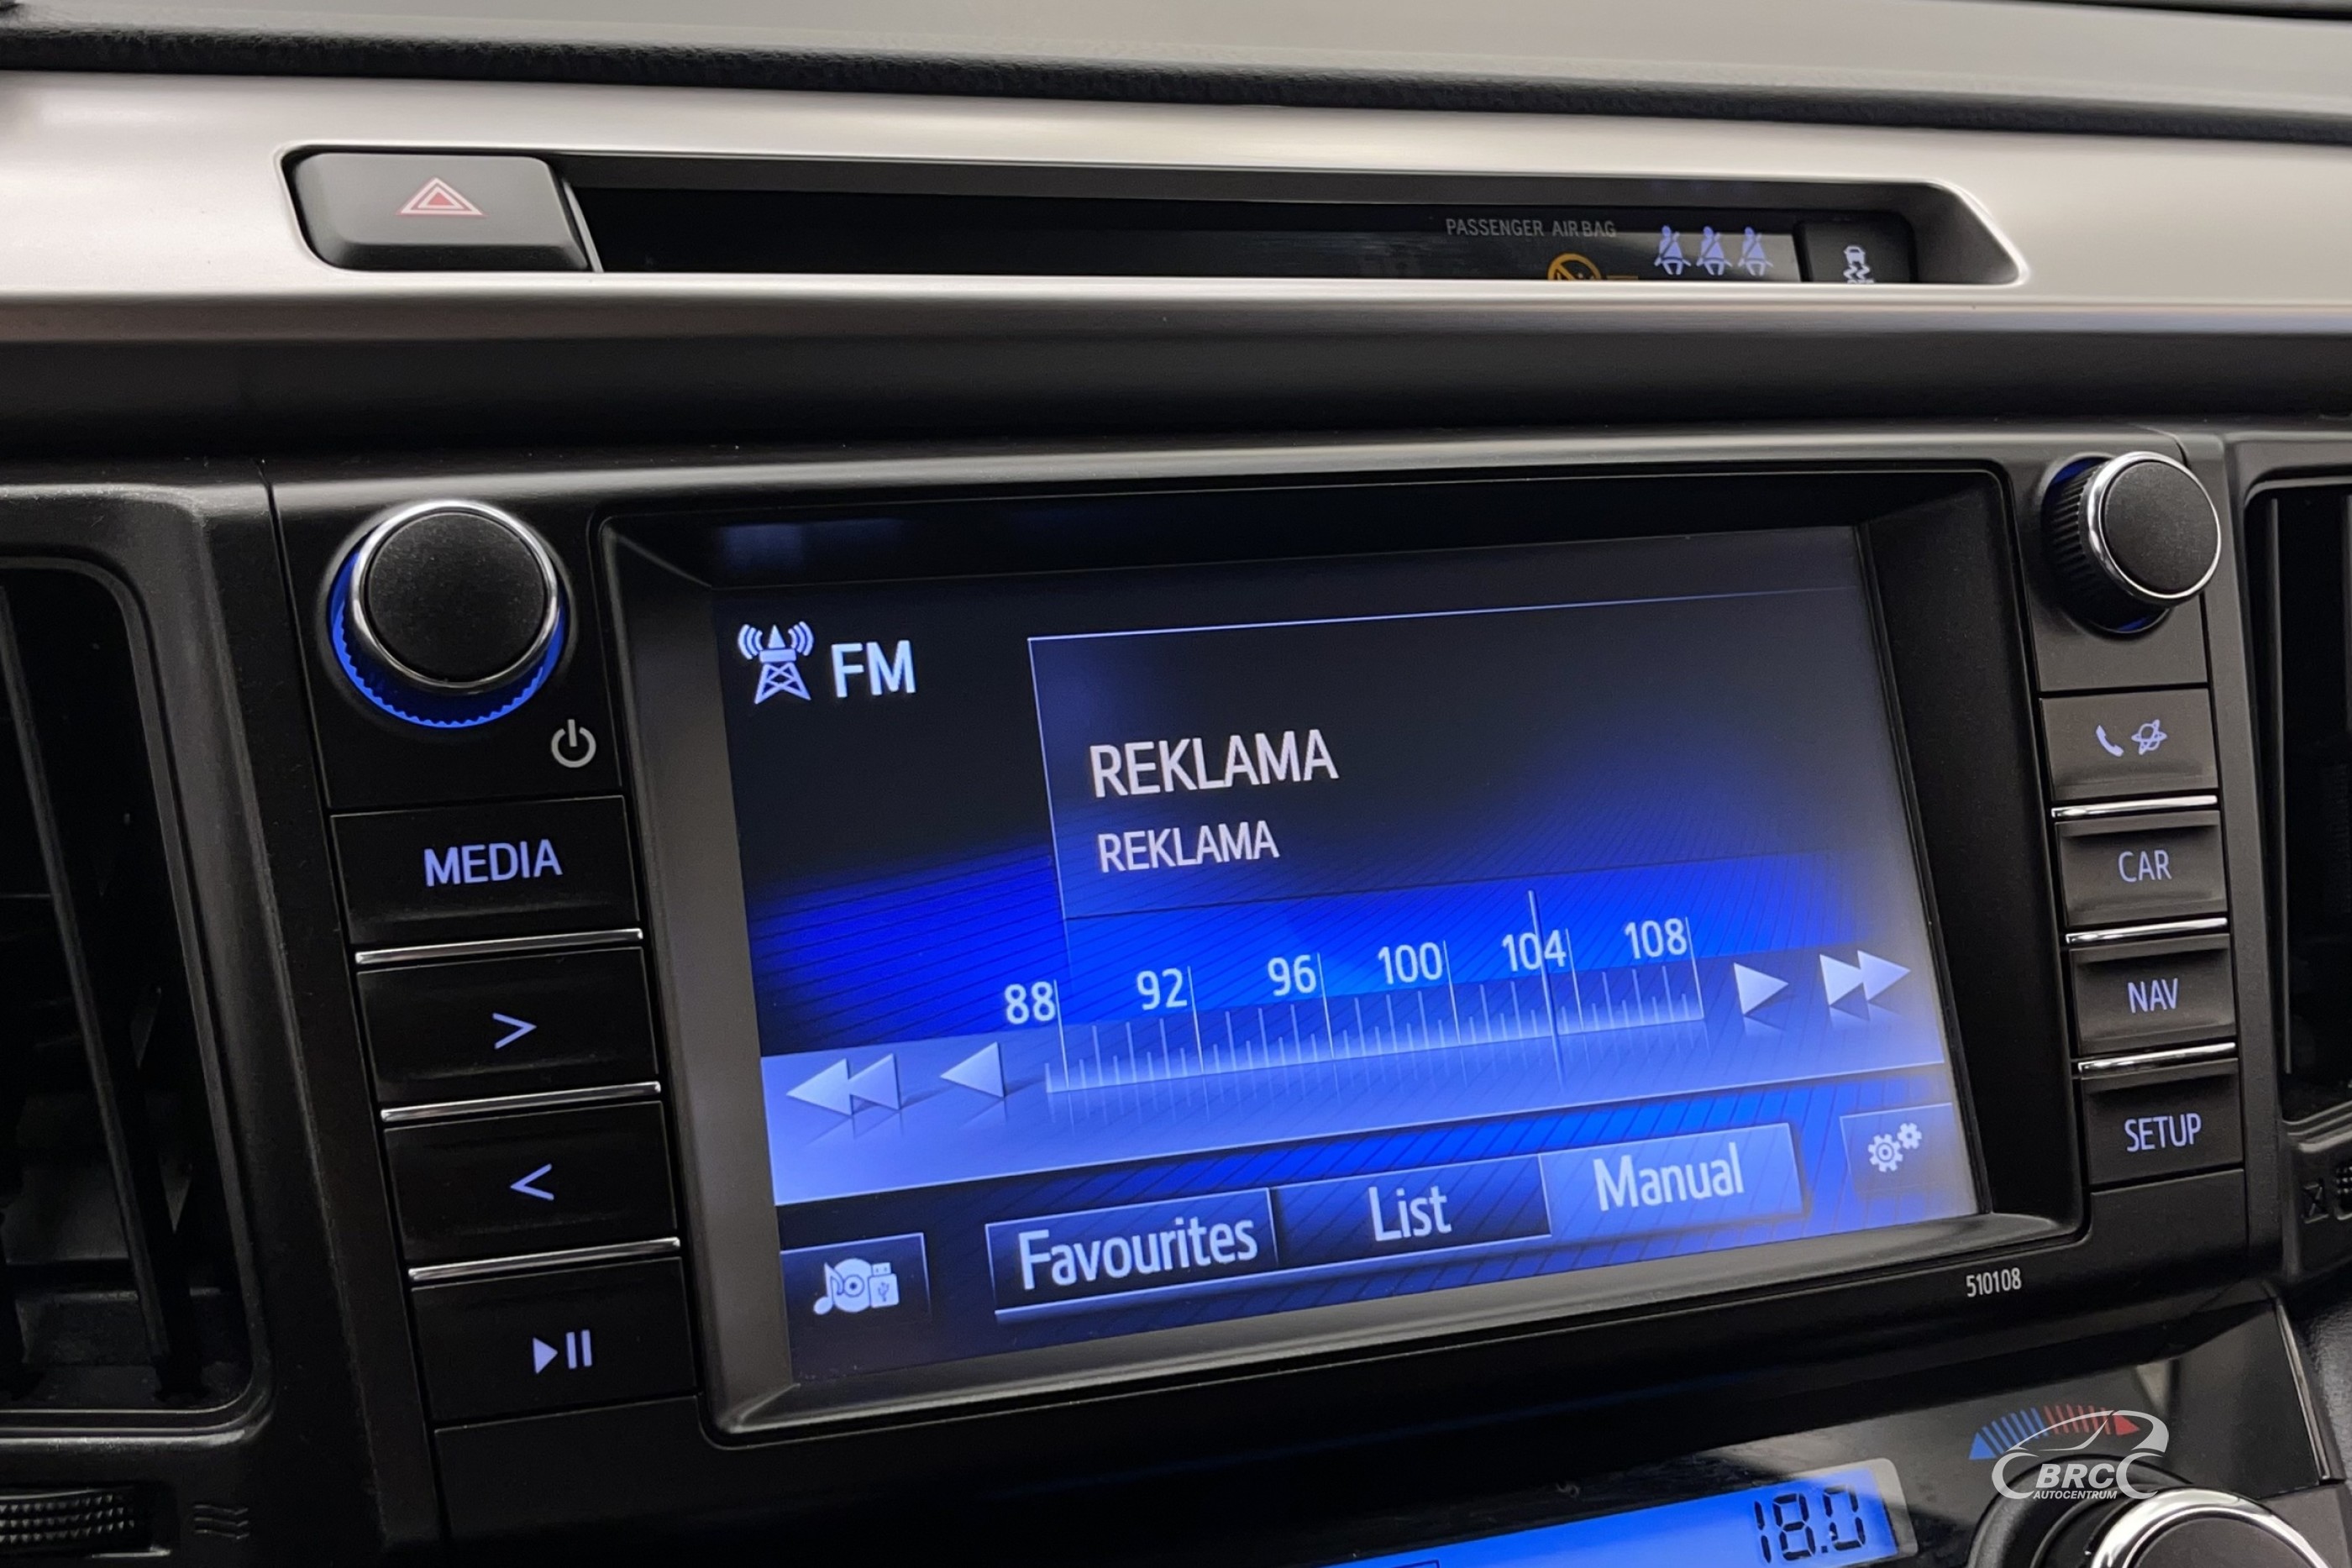 PASSENGER AIR BAG
FM
REKLAMA
REKLAMA
88 92 96 100 104 108
Favourites List Manual
MEDIA
>
<
CAR
NAV
SETUP
510108
18.0
BRC
AUTOCENTRUM